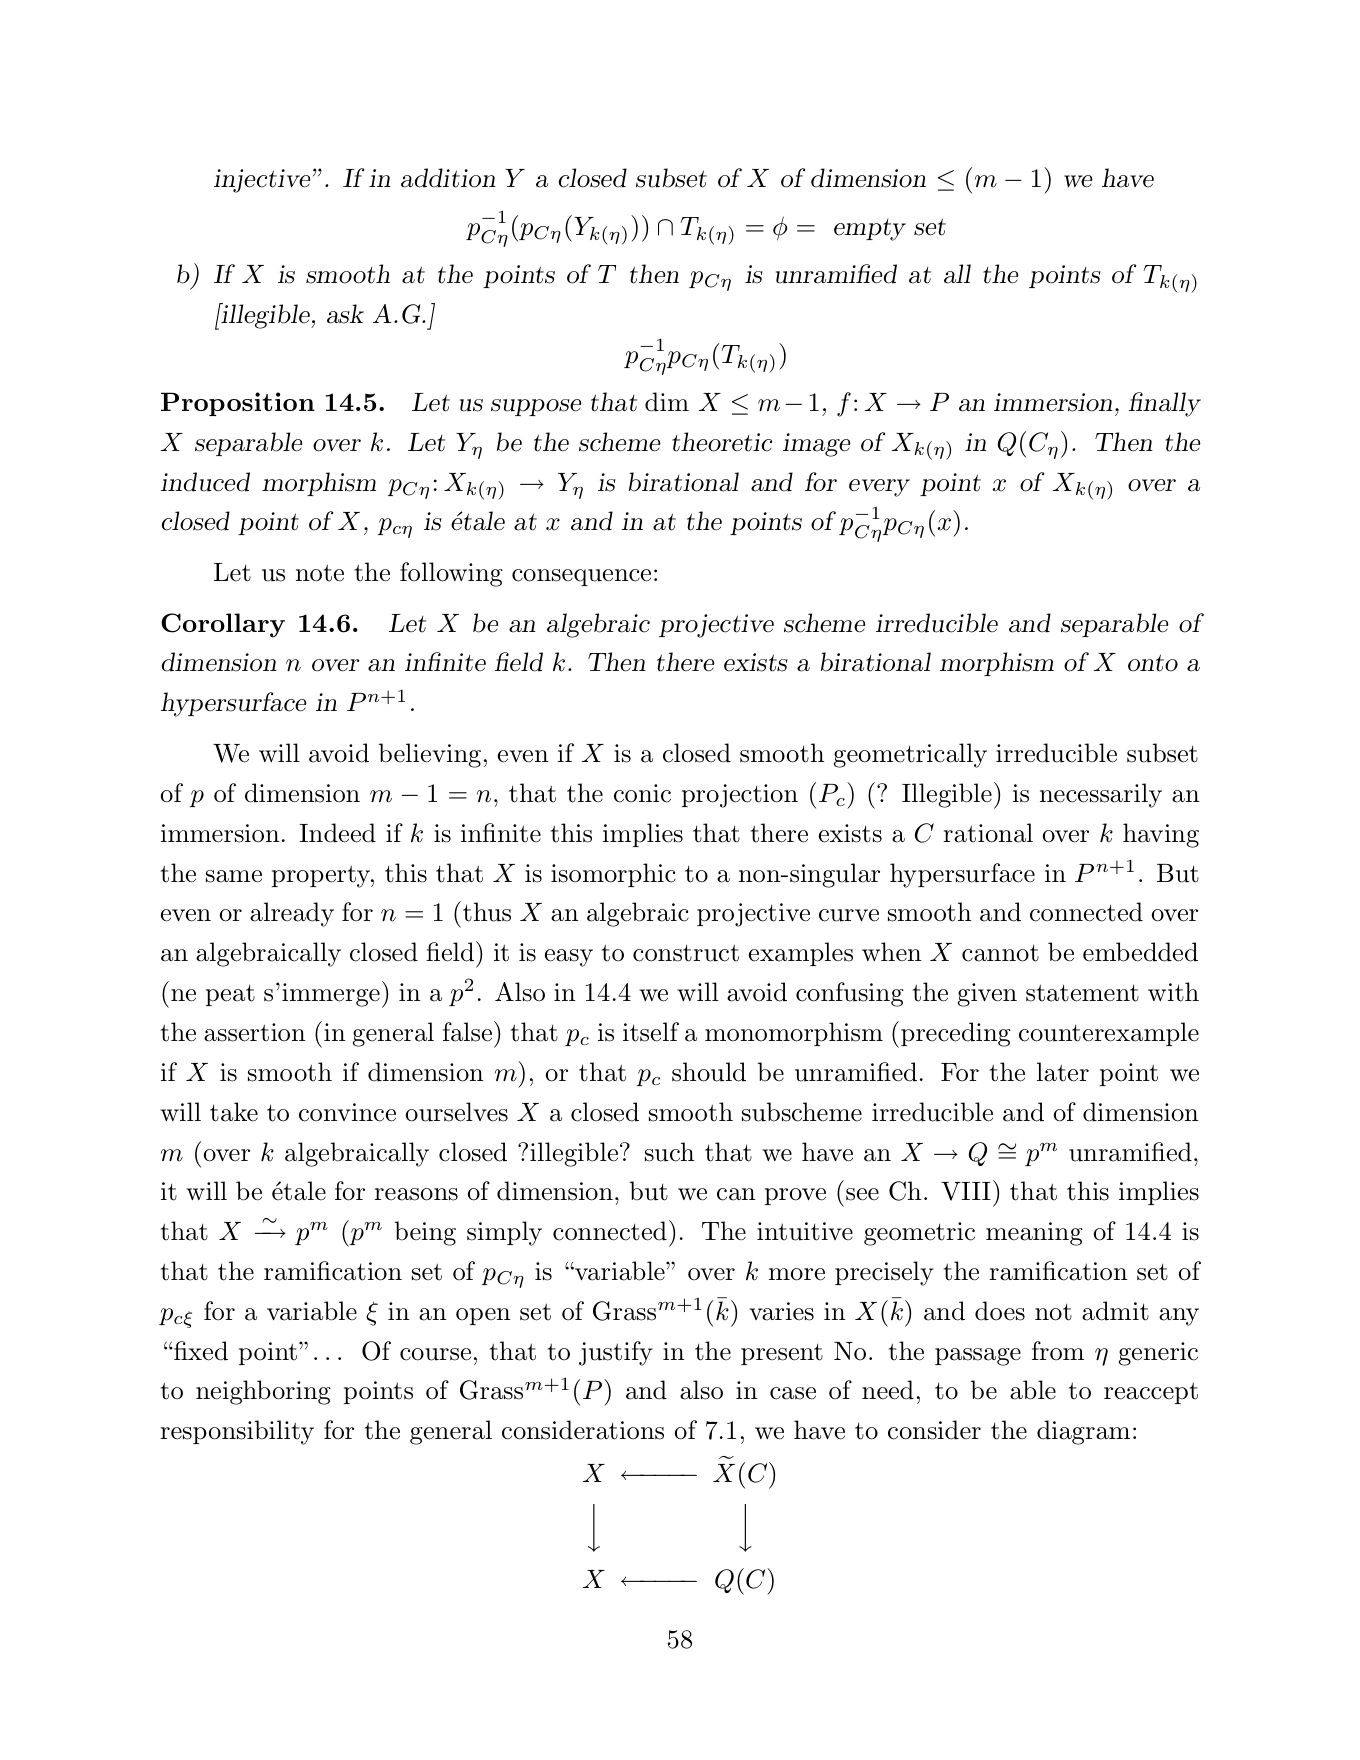 injective”. If in addition Y a closed subset of X of dimension ≤ (m − 1) we have
p_{Cη}^{−1}(p_{Cη}(Y_{k(η)})) ∩ T_{k(η)} = ϕ = empty set
b) If X is smooth at the points of T then p_{Cη} is unramified at all the points of T_{k(η)}
[illegible, ask A.G.]
p_{Cη}^{−1}p_{Cη}(T_{k(η)})
Proposition 14.5. Let us suppose that dim X ≤ m − 1, f: X → P an immersion, finally
X separable over k. Let Y_η be the scheme theoretic image of X_{k(η)} in Q(C_η). Then the
induced morphism p_{Cη}: X_{k(η)} → Y_η is birational and for every point x of X_{k(η)} over a
closed point of X, p_{cη} is étale at x and in at the points of p_{Cη}^{−1}p_{Cη}(x).
Let us note the following consequence:
Corollary 14.6. Let X be an algebraic projective scheme irreducible and separable of
dimension n over an infinite field k. Then there exists a birational morphism of X onto a
hypersurface in P^{n+1}.
We will avoid believing, even if X is a closed smooth geometrically irreducible subset
of p of dimension m − 1 = n, that the conic projection (P_c) (? Illegible) is necessarily an
immersion. Indeed if k is infinite this implies that there exists a C rational over k having
the same property, this that X is isomorphic to a non-singular hypersurface in P^{n+1}. But
even or already for n = 1 (thus X an algebraic projective curve smooth and connected over
an algebraically closed field) it is easy to construct examples when X cannot be embedded
(ne peat s’immerge) in a p². Also in 14.4 we will avoid confusing the given statement with
the assertion (in general false) that p_c is itself a monomorphism (preceding counterexample
if X is smooth if dimension m), or that p_c should be unramified. For the later point we
will take to convince ourselves X a closed smooth subscheme irreducible and of dimension
m (over k algebraically closed ?illegible? such that we have an X → Q ≅ p^m unramified,
it will be étale for reasons of dimension, but we can prove (see Ch. VIII) that this implies
that X ⥲ p^m (p^m being simply connected). The intuitive geometric meaning of 14.4 is
that the ramification set of p_{Cη} is “variable” over k more precisely the ramification set of
p_{cξ} for a variable ξ in an open set of Grass^{m+1}(k̄) varies in X(k̄) and does not admit any
“fixed point”. . . Of course, that to justify in the present No. the passage from η generic
to neighboring points of Grass^{m+1}(P) and also in case of need, to be able to reaccept
responsibility for the general considerations of 7.1, we have to consider the diagram:
X ← X̃(C)
↓ ↓
X ← Q(C)
58